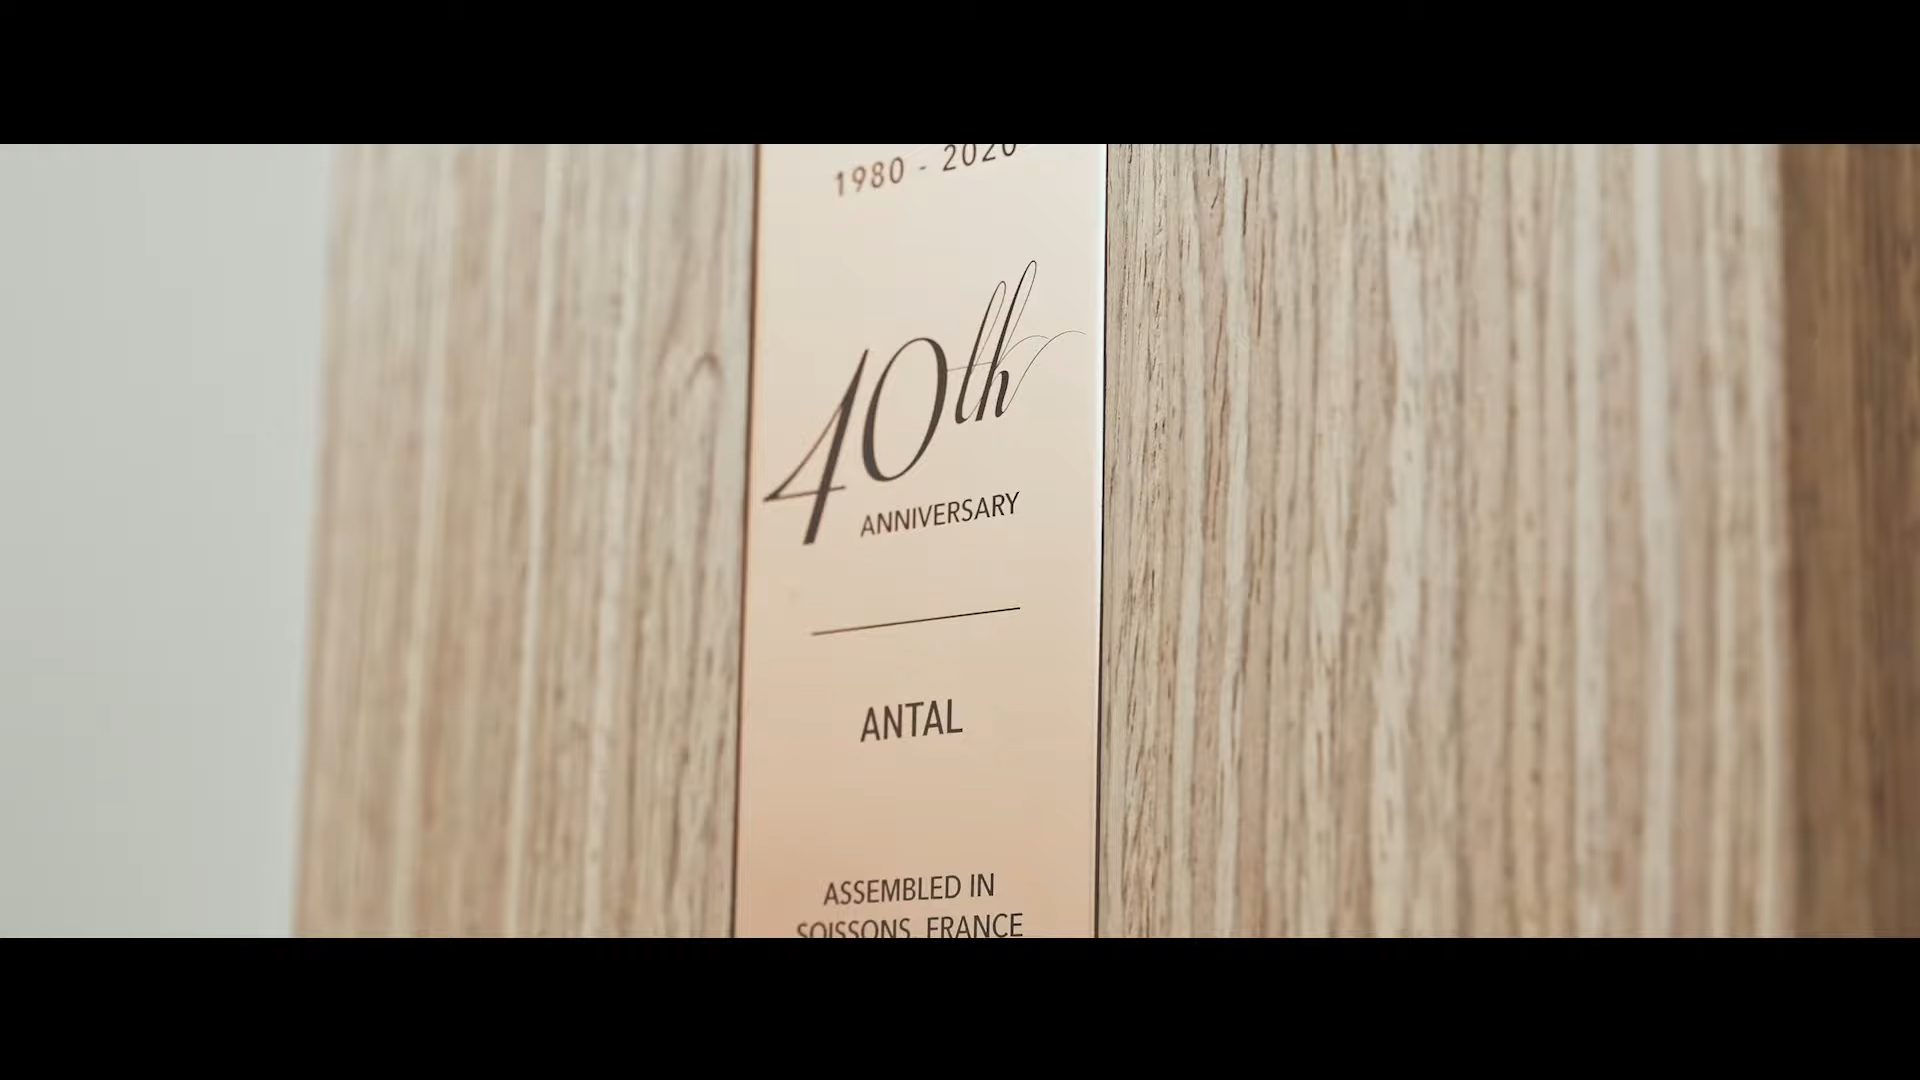 1980 - 2020
40th
ANNIVERSARY
ANTAL
ASSEMBLED IN
SOISSONS, FRANCE